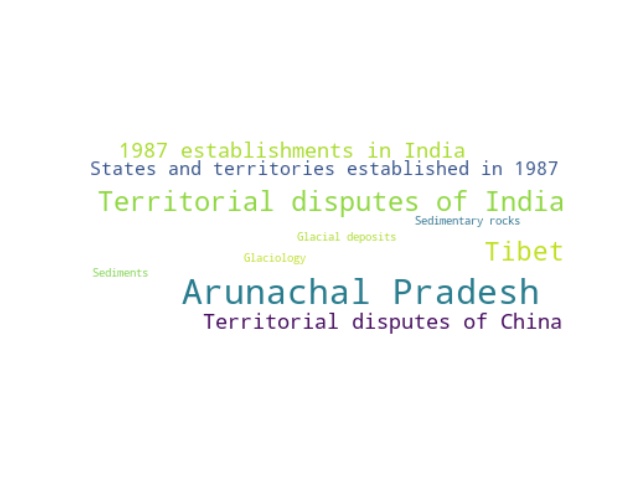 1987 establishments in India
States and territories established in 1987
Territorial disputes of India
Sedimentary rocks
Glacial deposits
Tibet
Glaciology
Sediments
Arunachal Pradesh
Territorial disputes of China